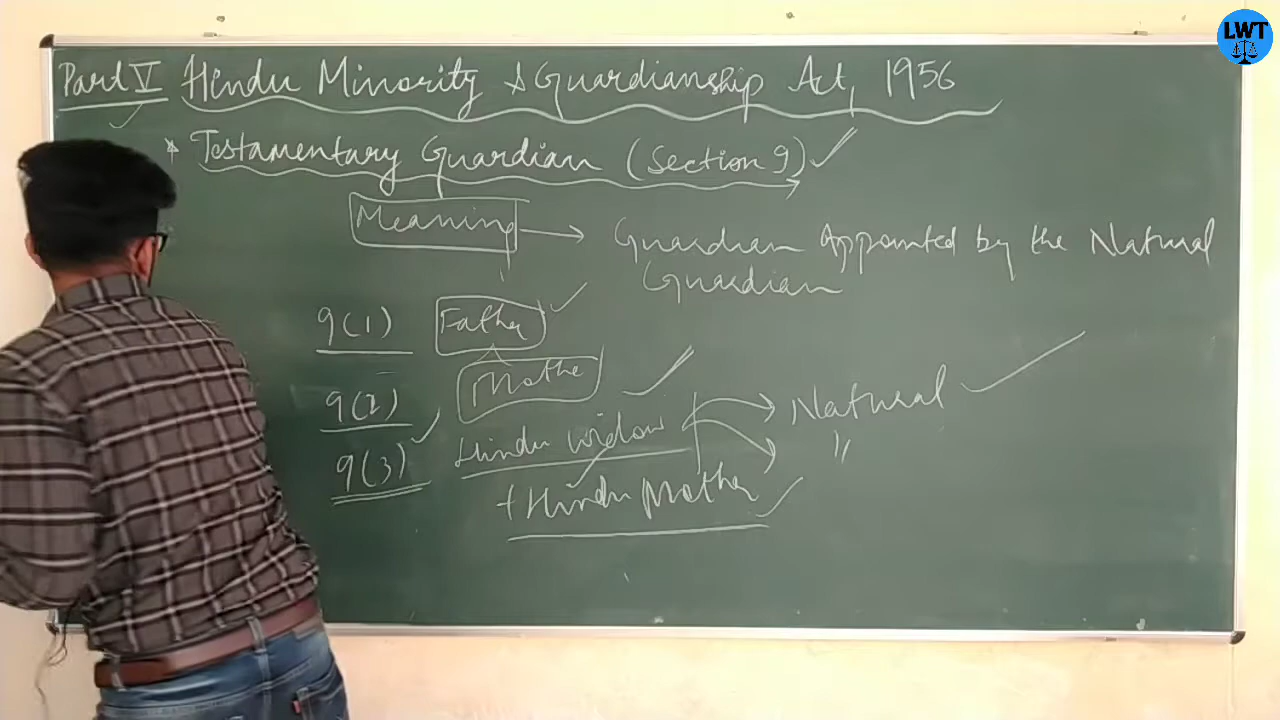 LWT
Part V Hindu Minority & Guardianship Act, 1956
* Testamentary Guardian (Section 9)
Meaning → Guardian Appointed by the Natural
Guardian
9(1) Father
9(2) Mother
9(3) Hindu widow → Natural
+ Hindu Mother → "